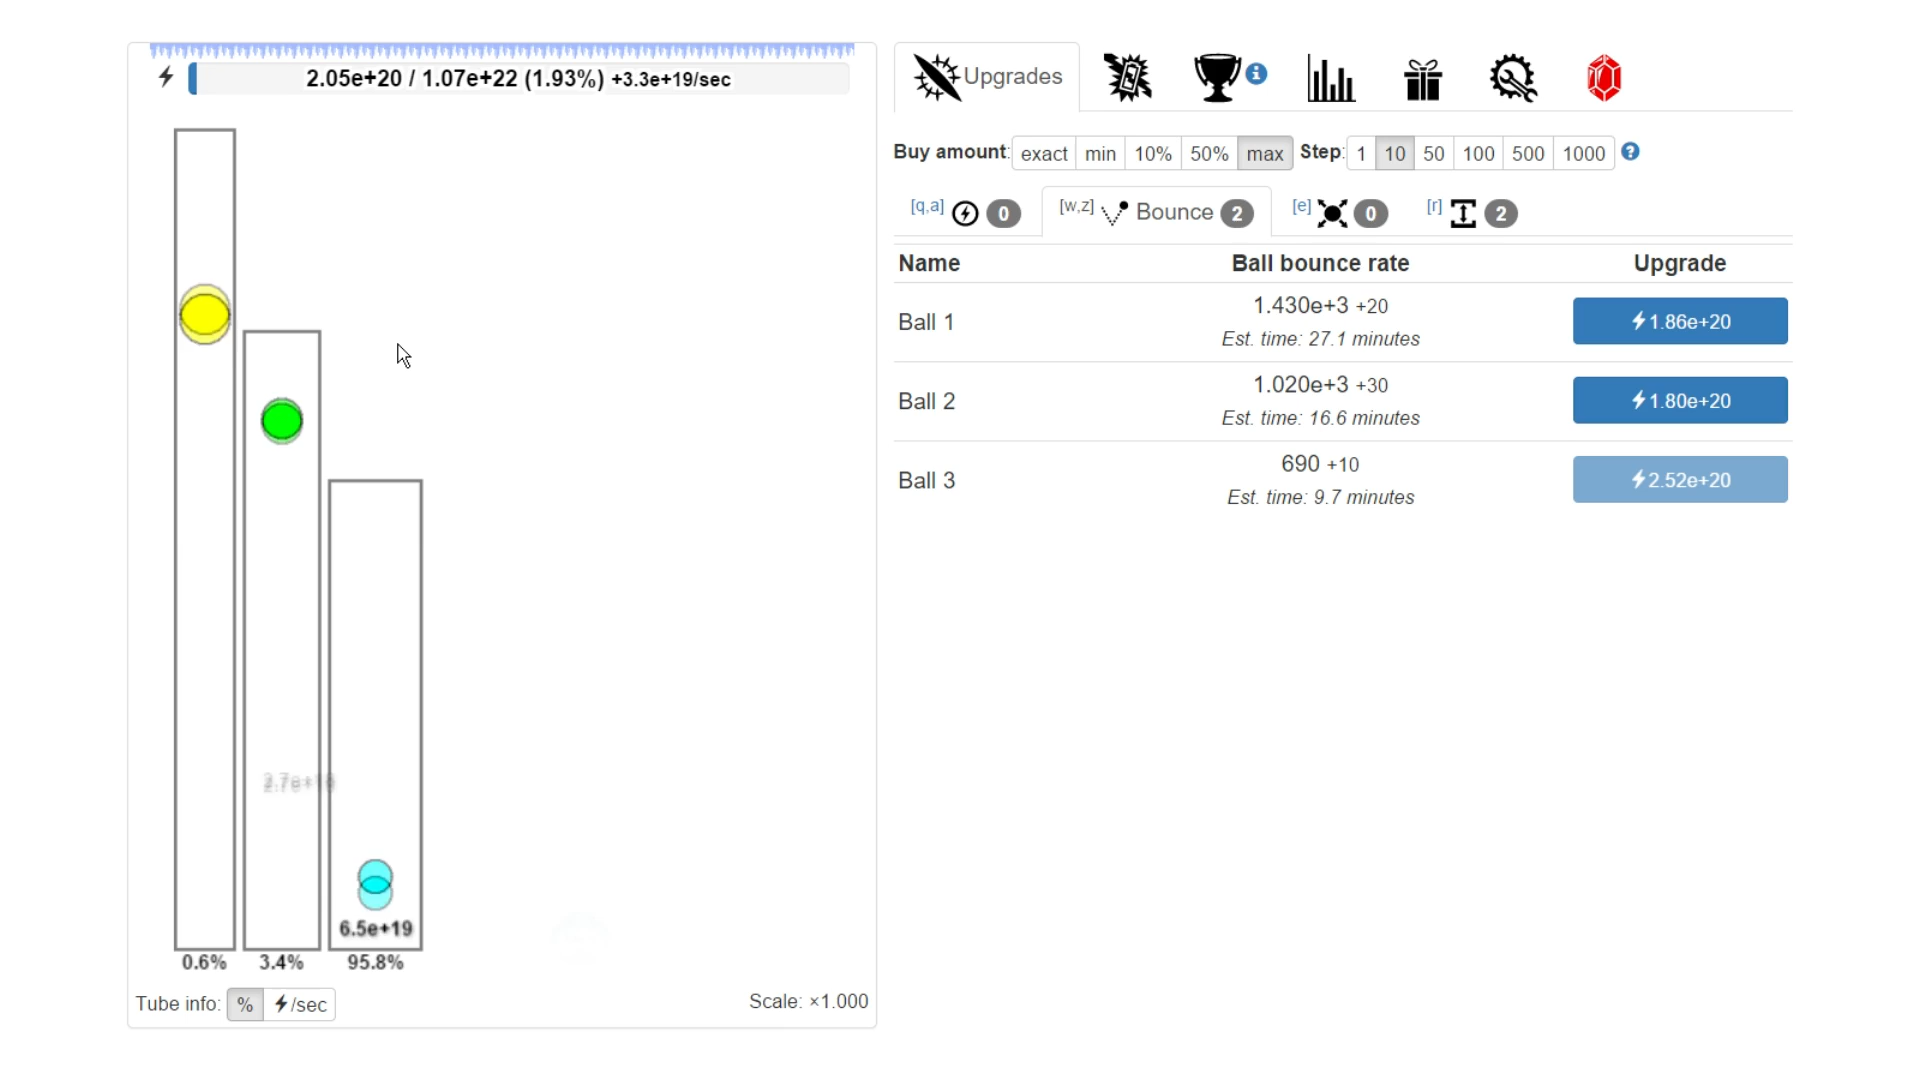 2.05e+20 / 1.07e+22 (1.93%) +3.3e+19/sec
6.5e+19
0.6% 3.4% 95.8%
Tube info: % /sec
Scale: ×1.000
Upgrades
Buy amount: exact min 10% 50% max Step: 1 10 50 100 500 1000
[q,a] 0 [w,z] Bounce 2 [e] 0 [r] 2
Name Ball bounce rate Upgrade
Ball 1 1.430e+3 +20 1.86e+20
Est. time: 27.1 minutes
Ball 2 1.020e+3 +30 1.80e+20
Est. time: 16.6 minutes
Ball 3 690 +10 2.52e+20
Est. time: 9.7 minutes